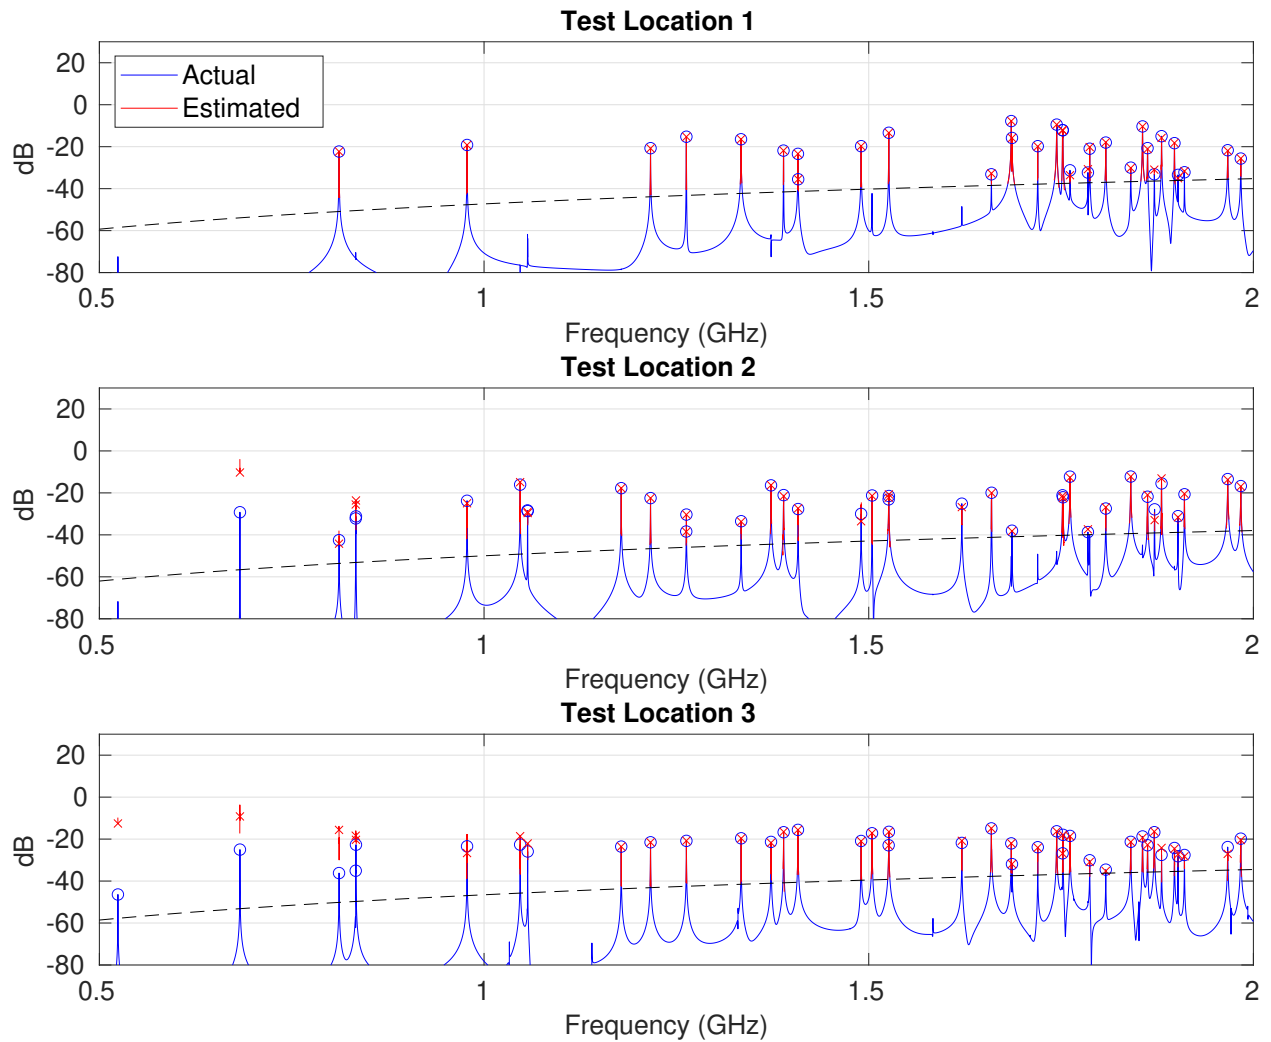 Test Location 1
20
0
-20
-40
-60
-80
dB
Actual
Estimated
0.5 1 1.5 2
Frequency (GHz)
Test Location 2
20
0
-20
-40
-60
-80
dB
0.5 1 1.5 2
Frequency (GHz)
Test Location 3
20
0
-20
-40
-60
-80
dB
0.5 1 1.5 2
Frequency (GHz)